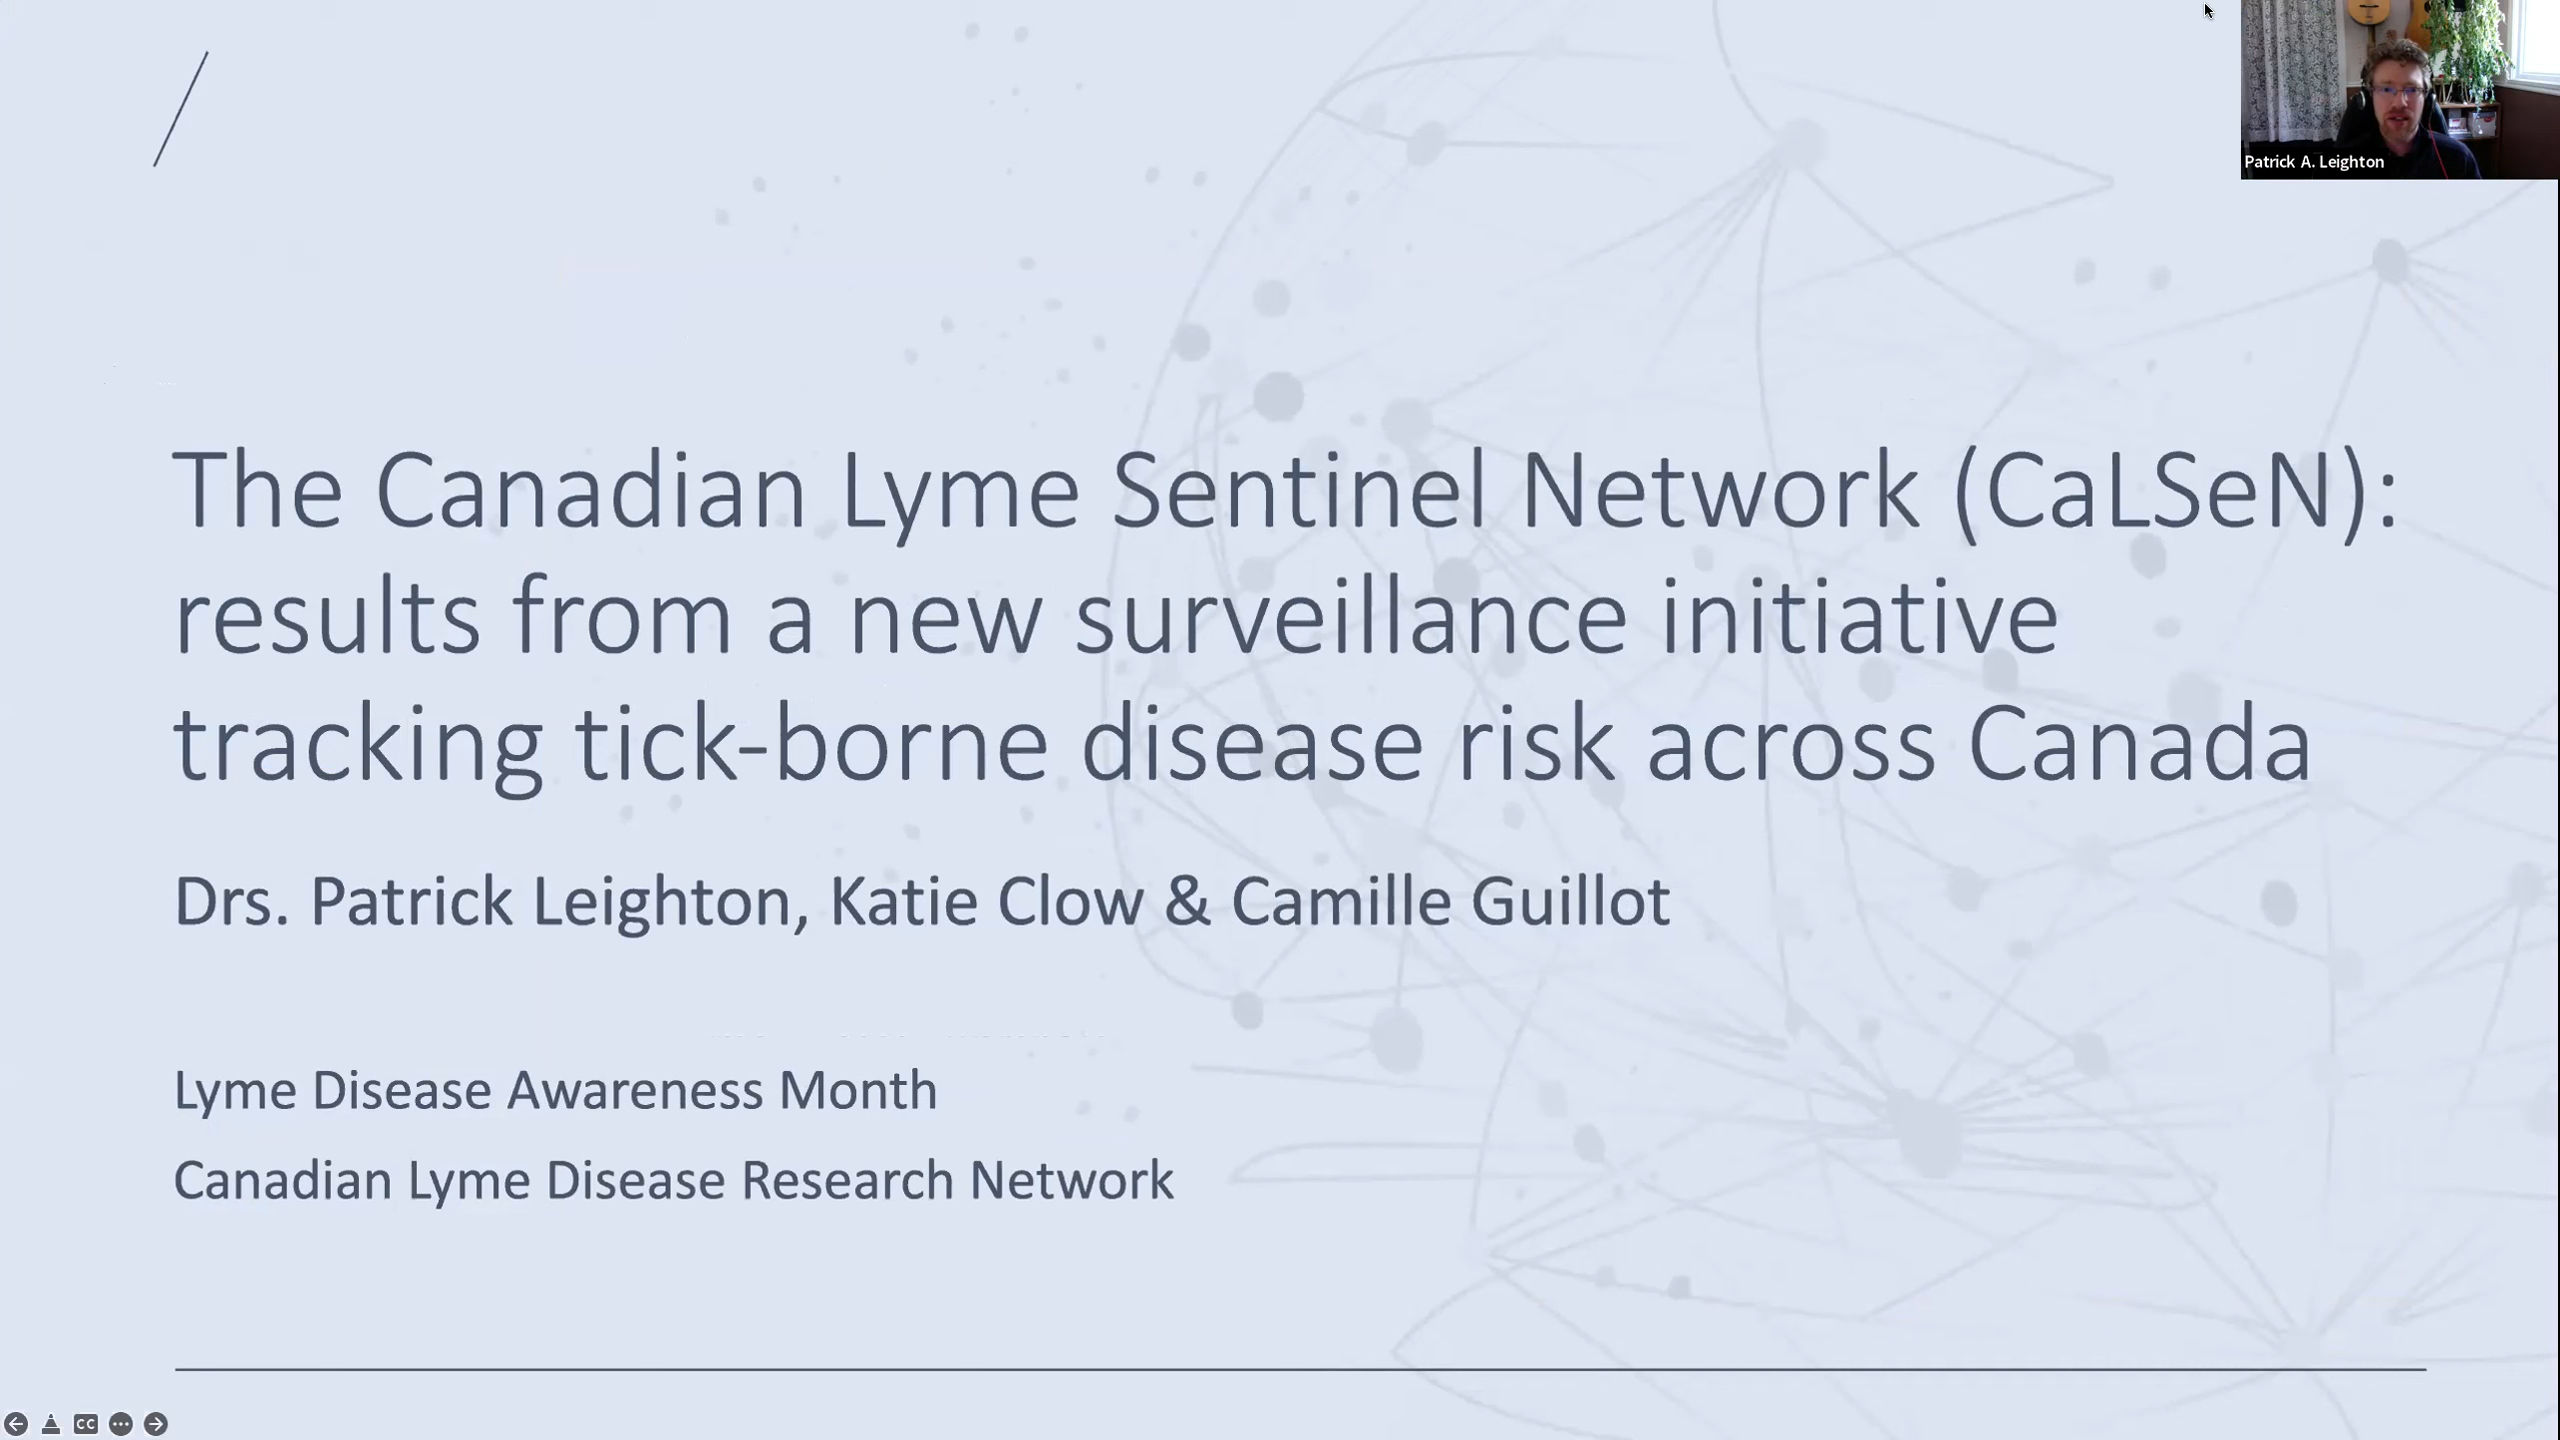 Patrick A. Leighton
The Canadian Lyme Sentinel Network (CaLSeN):
results from a new surveillance initiative
tracking tick-borne disease risk across Canada
Drs. Patrick Leighton, Katie Clow & Camille Guillot
Lyme Disease Awareness Month
Canadian Lyme Disease Research Network
CC